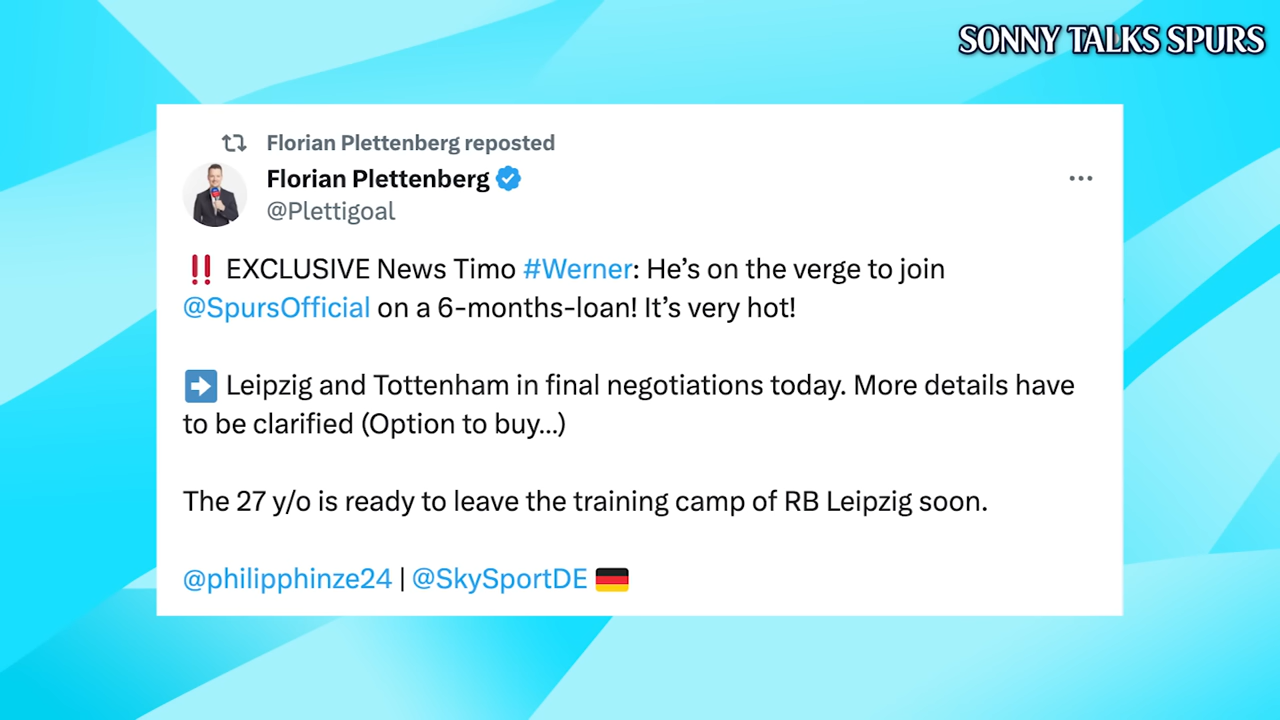 SONNY TALKS SPURS
Florian Plettenberg reposted
Florian Plettenberg
@Plettigoal
‼️ EXCLUSIVE News Timo #Werner: He’s on the verge to join
@SpursOfficial on a 6-months-loan! It’s very hot!
➡️ Leipzig and Tottenham in final negotiations today. More details have
to be clarified (Option to buy...)
The 27 y/o is ready to leave the training camp of RB Leipzig soon.
@philipphinze24 | @SkySportDE 🇩🇪